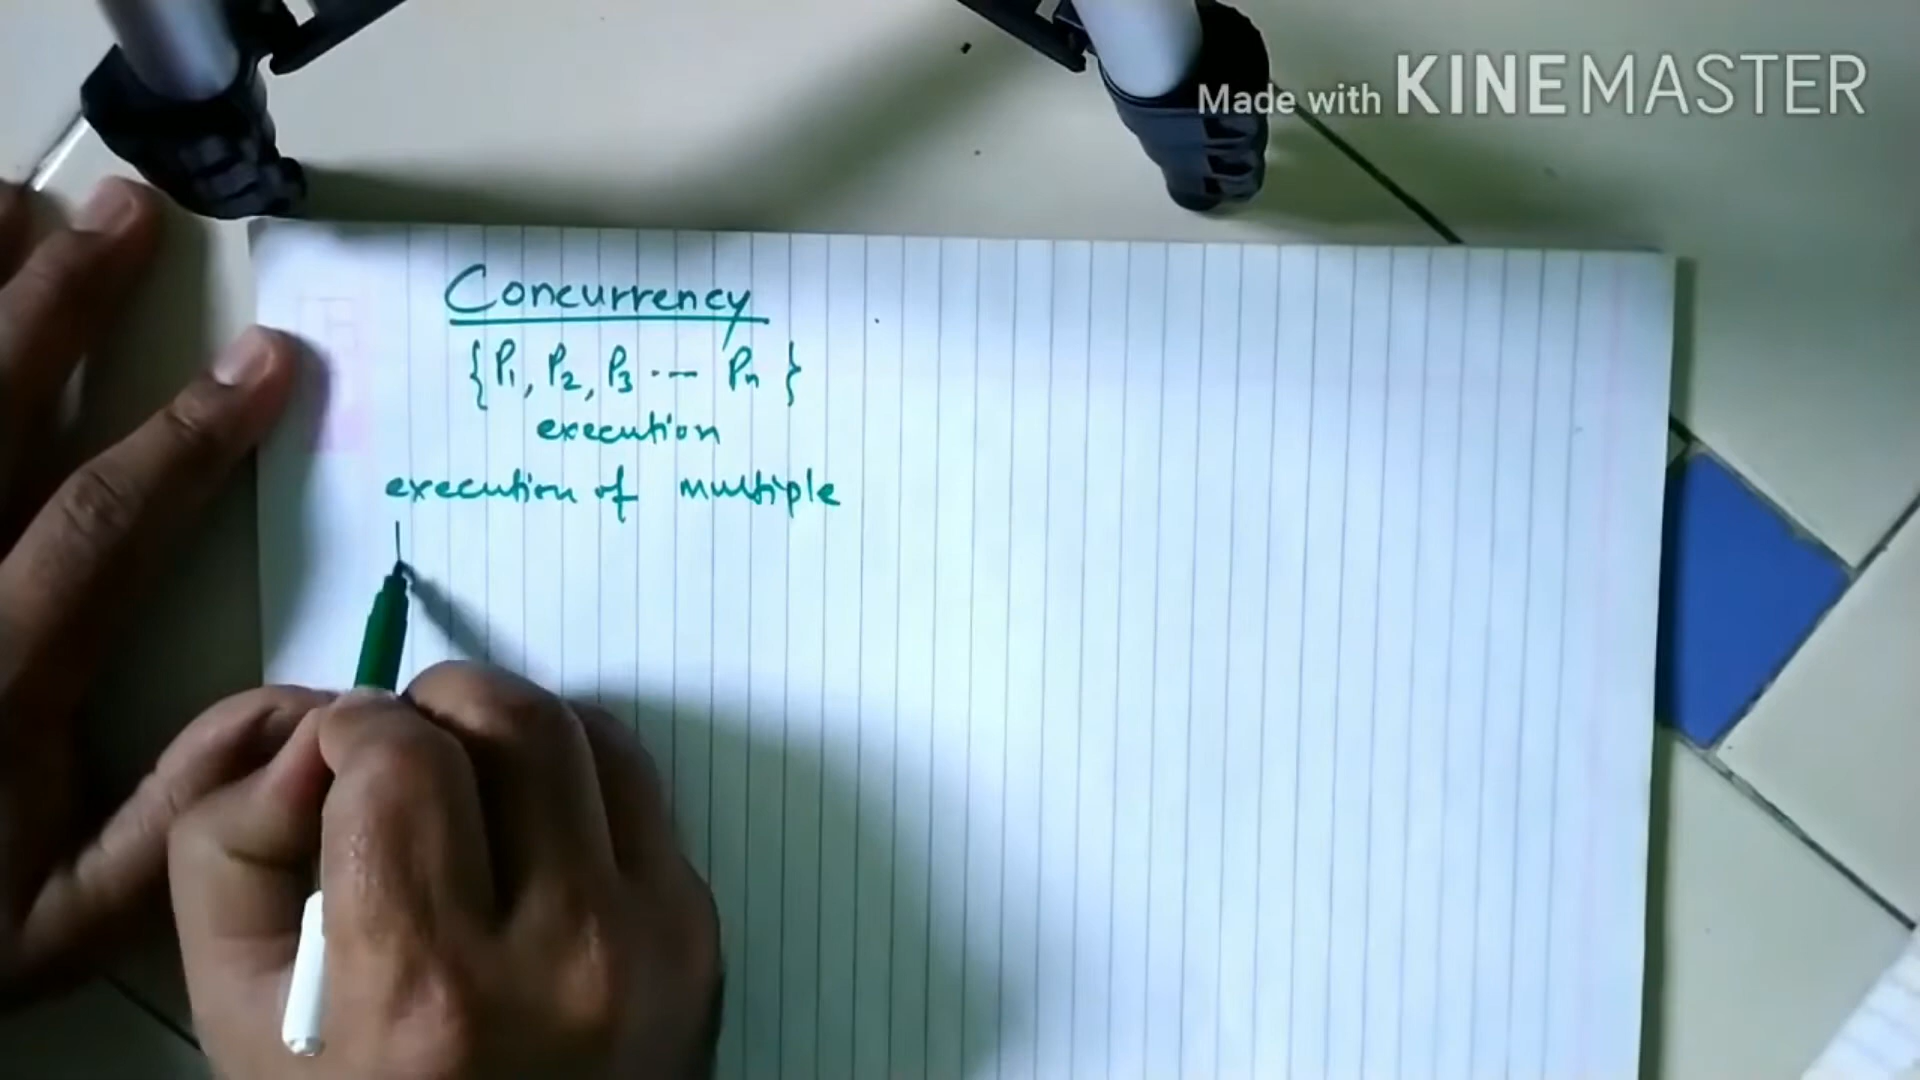 Made with KINEMASTER
Concurrency
{P1, P2, P3 .-- Pn}
execution
execution of multiple